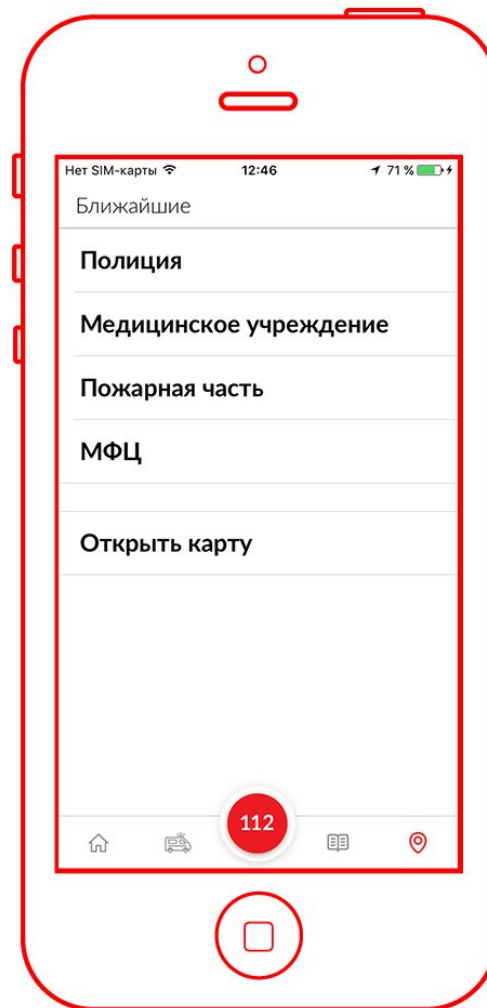 Нет SIM-карты 12:46 71 %
Ближайшие
Полиция
Медицинское учреждение
Пожарная часть
МФЦ
Открыть карту
112